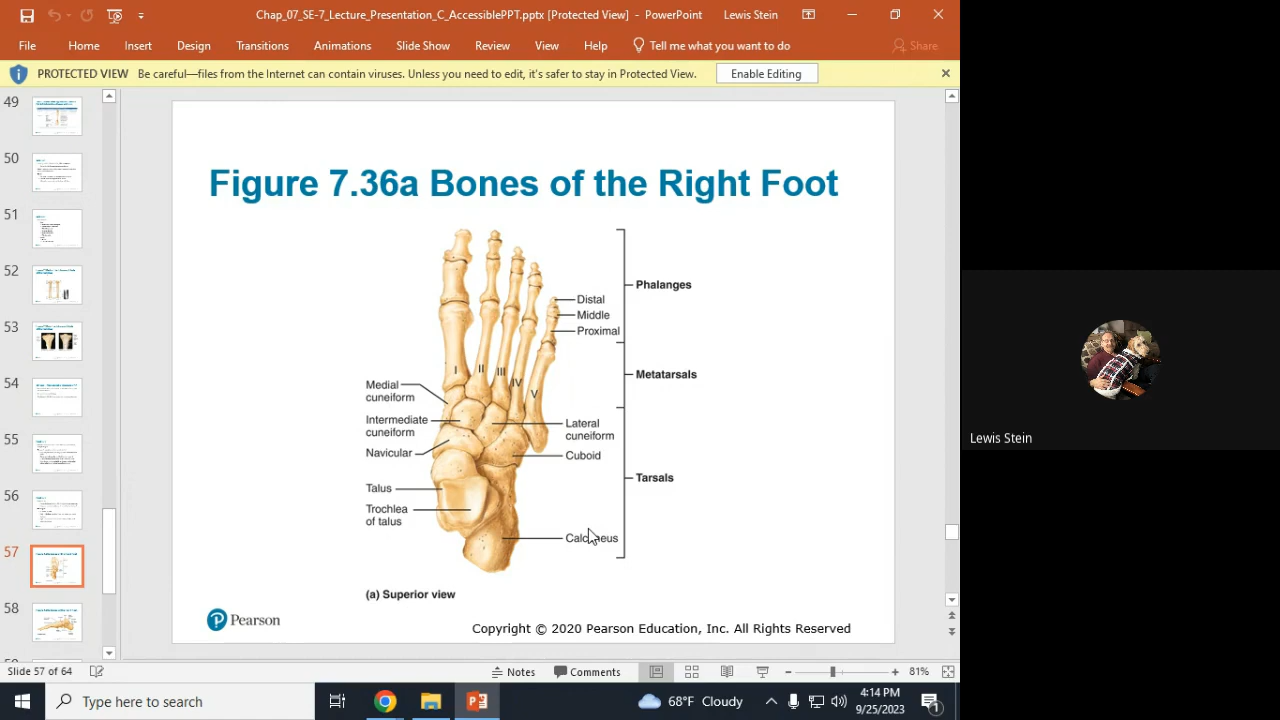 Chap_07_SE-7_Lecture_Presentation_C_AccessiblePPT.pptx [Protected View] - PowerPoint
Lewis Stein
File Home Insert Design Transitions Animations Slide Show Review View Help Tell me what you want to do Share
PROTECTED VIEW Be careful—files from the Internet can contain viruses. Unless you need to edit, it's safer to stay in Protected View. Enable Editing
49
50
51
52
53
54
55
56
57
58
Figure 7.36a Bones of the Right Foot
Phalanges
Distal
Middle
Proximal
I II III IV V
Metatarsals
Medial
cuneiform
Intermediate
cuneiform
Navicular
Talus
Trochlea
of talus
Lateral
cuneiform
Cuboid
Tarsals
Calcaneus
(a) Superior view
Pearson
Copyright © 2020 Pearson Education, Inc. All Rights Reserved
Lewis Stein
Slide 57 of 64
Notes Comments 81%
Type here to search
68°F Cloudy
4:14 PM
9/25/2023
1